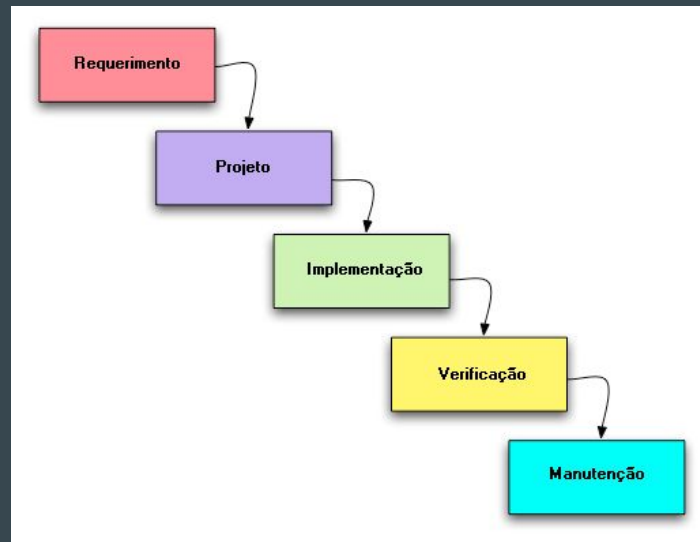 Requerimento
Projeto
Implementação
Verificação
Manutenção